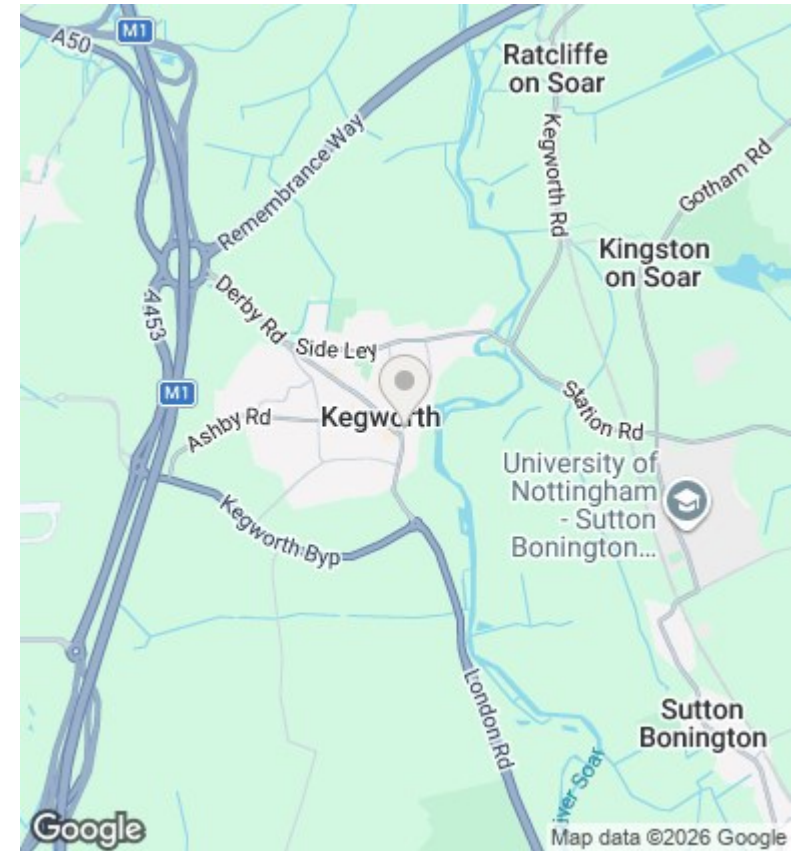 M1
A50
Ratcliffe
on Soar
Remembrance Way
Kegworth Rd
Gotham Rd
Kingston
on Soar
A453
Derby Rd
Side Ley
M1
Ashby Rd
Kegworth
Station Rd
University of
Nottingham
- Sutton
Bonington...
Kegworth Byp
London Rd
Sutton
Bonington
iver Soar
Google
Map data ©2026 Google